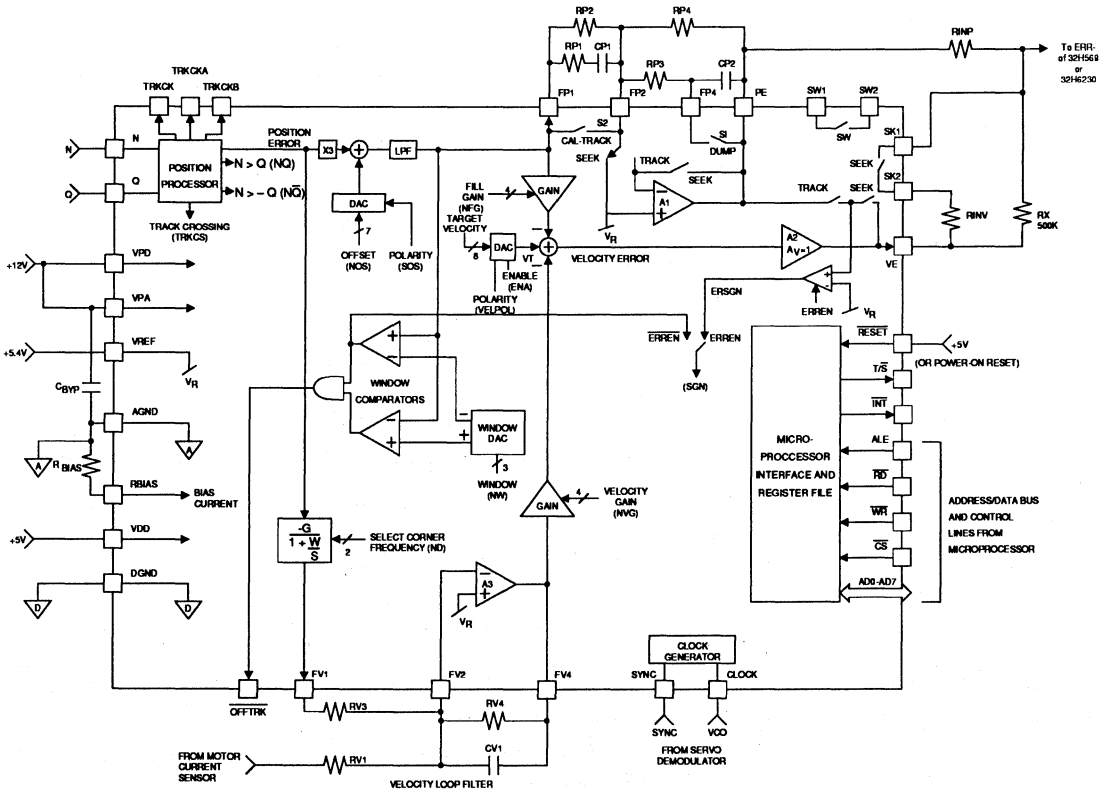 RP2
RP4
RP1
CP1
RP3
CP2
RINP
To ERR-
of 32H569
or
32H6230
TRKCKA
TRKCK
TRKCKB
FP1
FP2
FP4
PE
SW1
SW2
SW
S2
CAL-TRACK
SI
DUMP
SK1
SEEK
SK2
N
N
Q
Q
POSITION
PROCESSOR
POSITION
ERROR
N > Q (NQ)
N > - Q (NQ̅)
TRACK CROSSING
(TRKCS)
X3
+
LPF
DAC
7
OFFSET
(NOS)
POLARITY
(SOS)
SEEK
TRACK
SEEK
A1
−
+
VR
FILL
GAIN
(NFG)
4
GAIN
TARGET
VELOCITY
8
DAC
VT
−
+
−
ENABLE
(ENA)
POLARITY
(VELPOL)
VELOCITY ERROR
A2
AV=1
TRACK
SEEK
RINV
RX
500K
VE
ERSGN
+
-
ERREN
VR
E̅R̅R̅E̅N̅
ERREN
(SGN)
+12V
VPD
VPA
+5.4V
VREF
VR
CBYP
AGND
A
A
R BIAS
RBIAS
BIAS
CURRENT
+5V
VDD
DGND
D
D
+
−
WINDOW
COMPARATORS
−
+
−
+
WINDOW
DAC
3
WINDOW
(NW)
GAIN
4
VELOCITY
GAIN
(NVG)
-G
1 + W
S
2
SELECT CORNER
FREQUENCY (ND)
A3
−
+
VR
MICRO-
PROCCESSOR
INTERFACE AND
REGISTER FILE
R̅E̅S̅E̅T̅
+5V
(OR POWER-ON RESET)
T/S̅
I̅N̅T̅
ALE
R̅D̅
W̅R̅
C̅S̅
AD0-AD7
ADDRESS/DATA BUS
AND CONTROL
LINES FROM
MICROPROCESSOR
CLOCK
GENERATOR
SYNC
CLOCK
SYNC
VCO
FROM SERVO
DEMODULATOR
O̅F̅F̅T̅R̅K̅
FV1
FV2
FV4
RV3
RV4
CV1
RV1
FROM MOTOR
CURRENT
SENSOR
VELOCITY LOOP FILTER